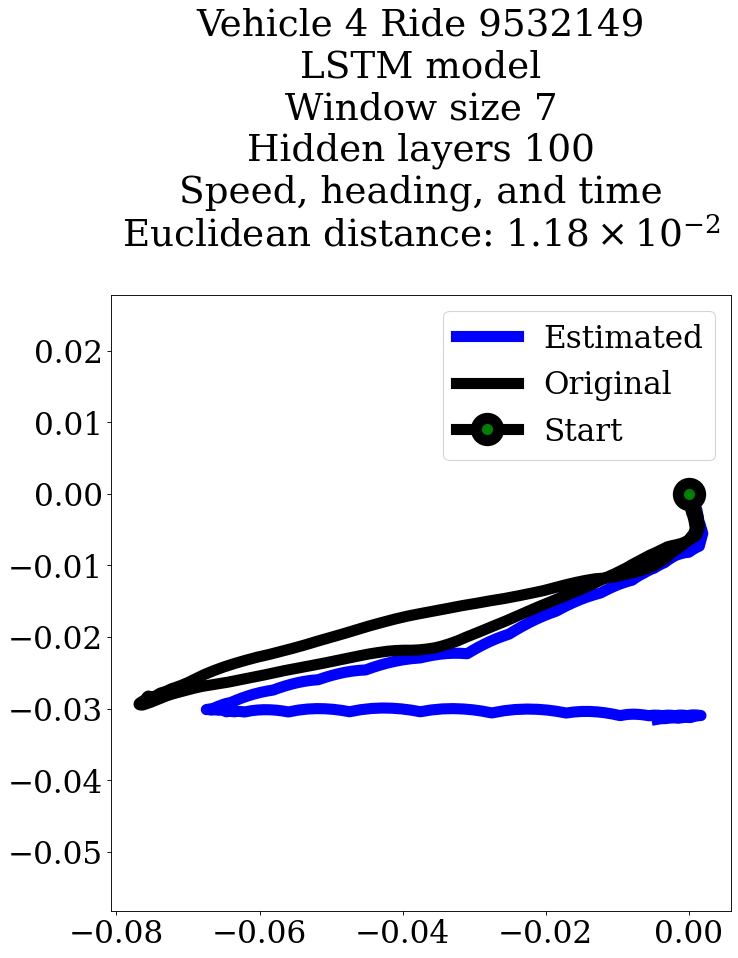 Vehicle 4 Ride 9532149
LSTM model
Window size 7
Hidden layers 100
Speed, heading, and time
Euclidean distance: 1.18 × 10⁻²
Estimated
Original
Start
0.02
0.01
0.00
−0.01
−0.02
−0.03
−0.04
−0.05
−0.08 −0.06 −0.04 −0.02 0.00